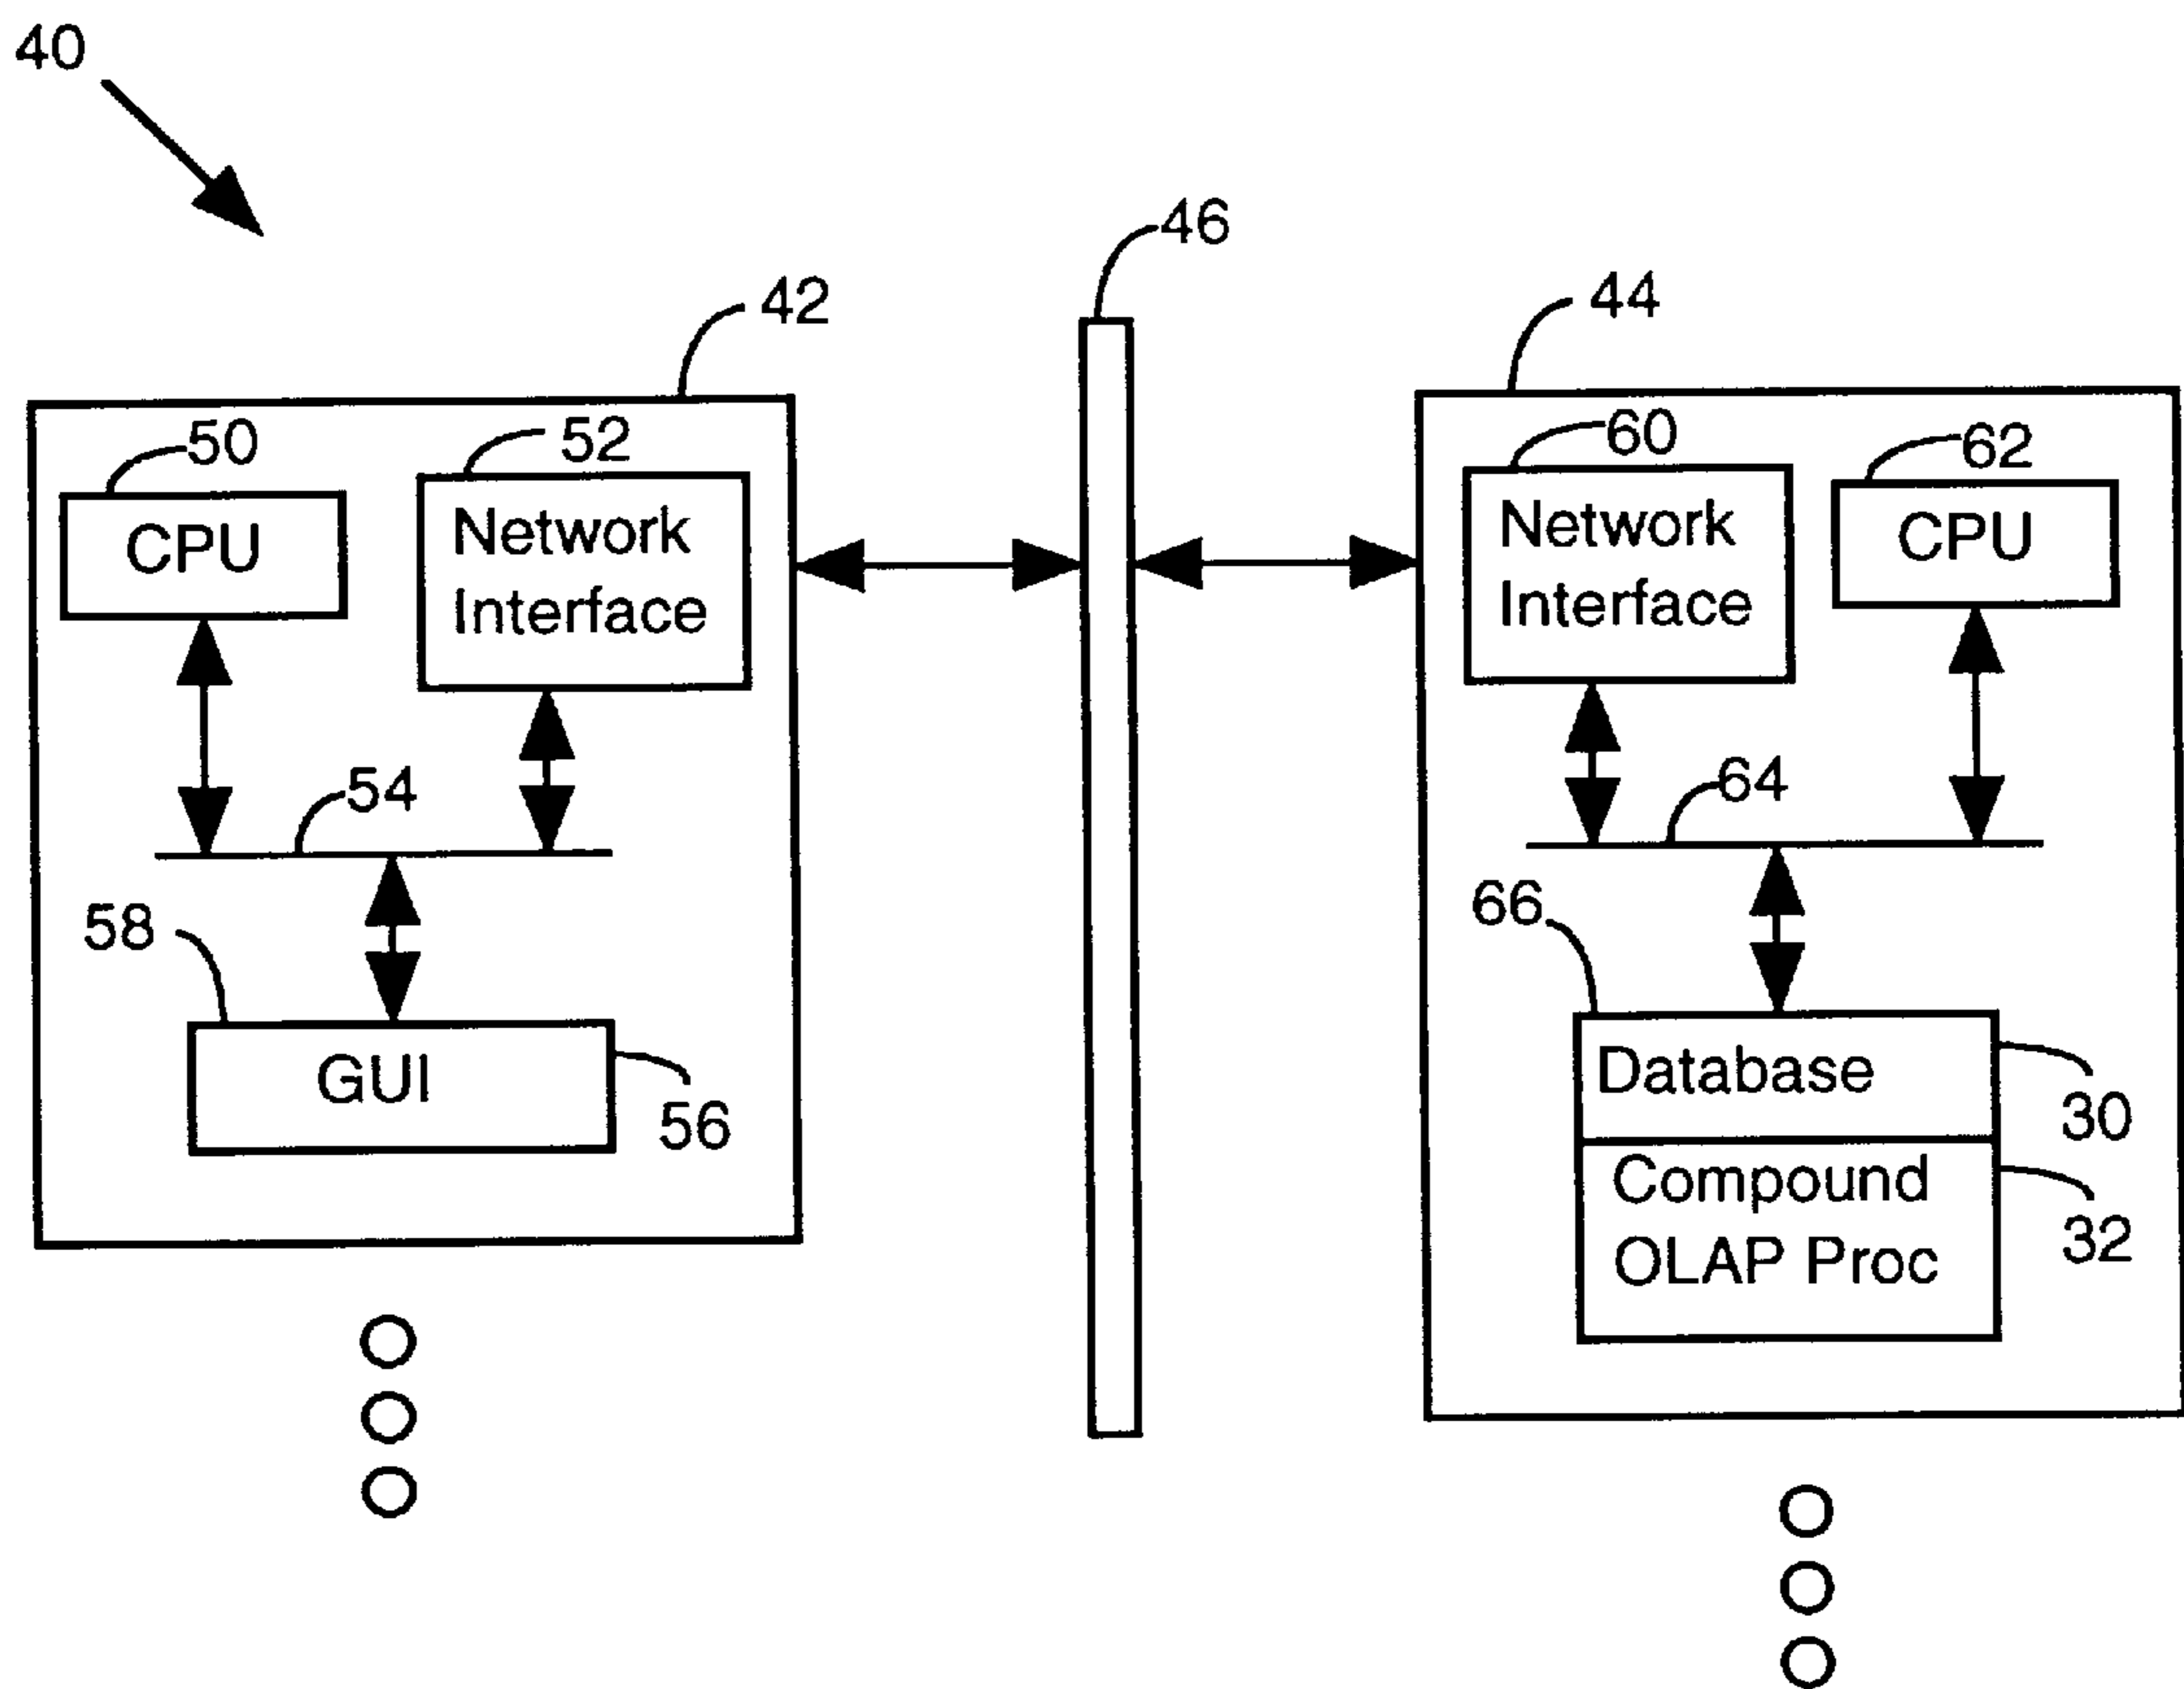 40
46
42
44
50
52
60
62
CPU
Network
Interface
Network
Interface
CPU
54
64
58
66
GUI
56
Database
30
Compound
OLAP Proc
32